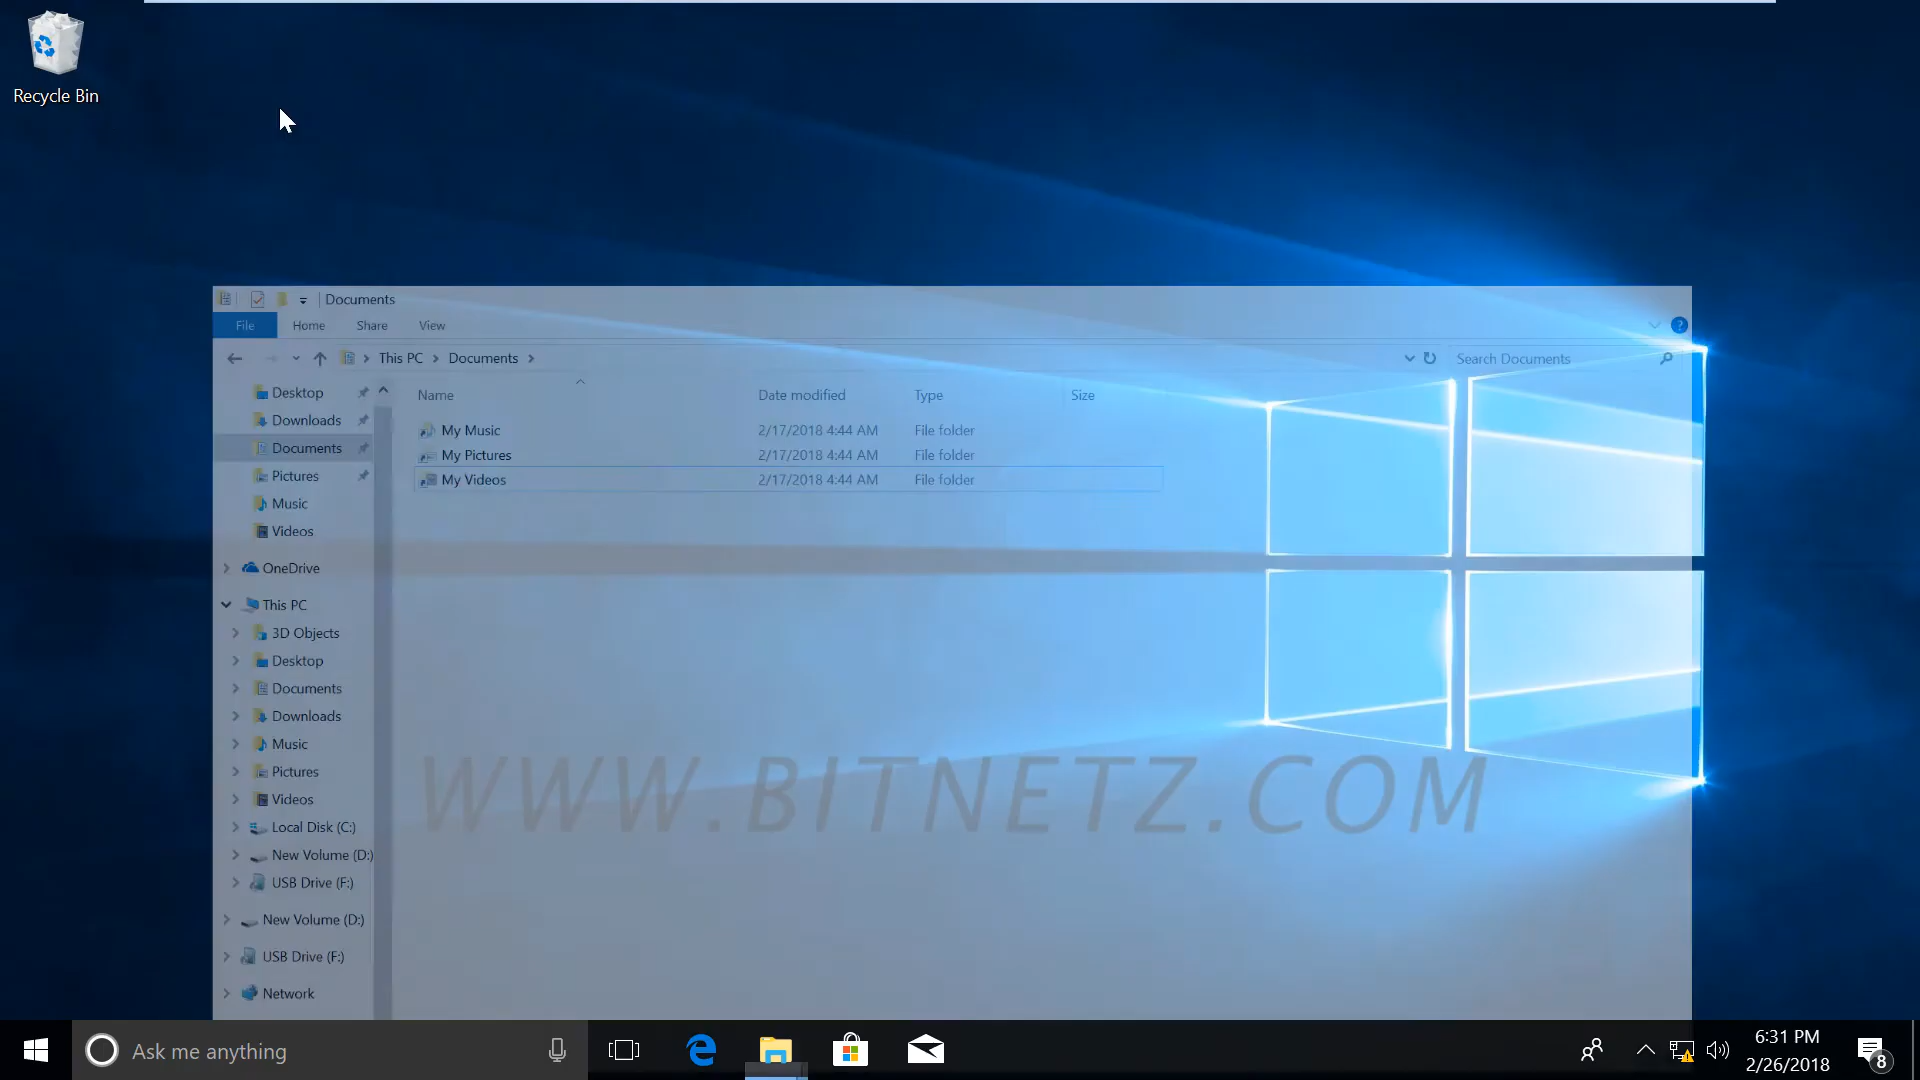 Recycle Bin
Documents
File Home Share View
This PC Documents
Search Documents
Name Date modified Type Size
My Music 2/17/2018 4:44 AM File folder
My Pictures 2/17/2018 4:44 AM File folder
My Videos 2/17/2018 4:44 AM File folder
Desktop
Downloads
Documents
Pictures
Music
Videos
OneDrive
This PC
3D Objects
Desktop
Documents
Downloads
Music
Pictures
Videos
Local Disk (C:)
New Volume (D:)
USB Drive (F:)
New Volume (D:)
USB Drive (F:)
Network
WWW.BITNETZ.COM
Ask me anything
6:31 PM
2/26/2018
8